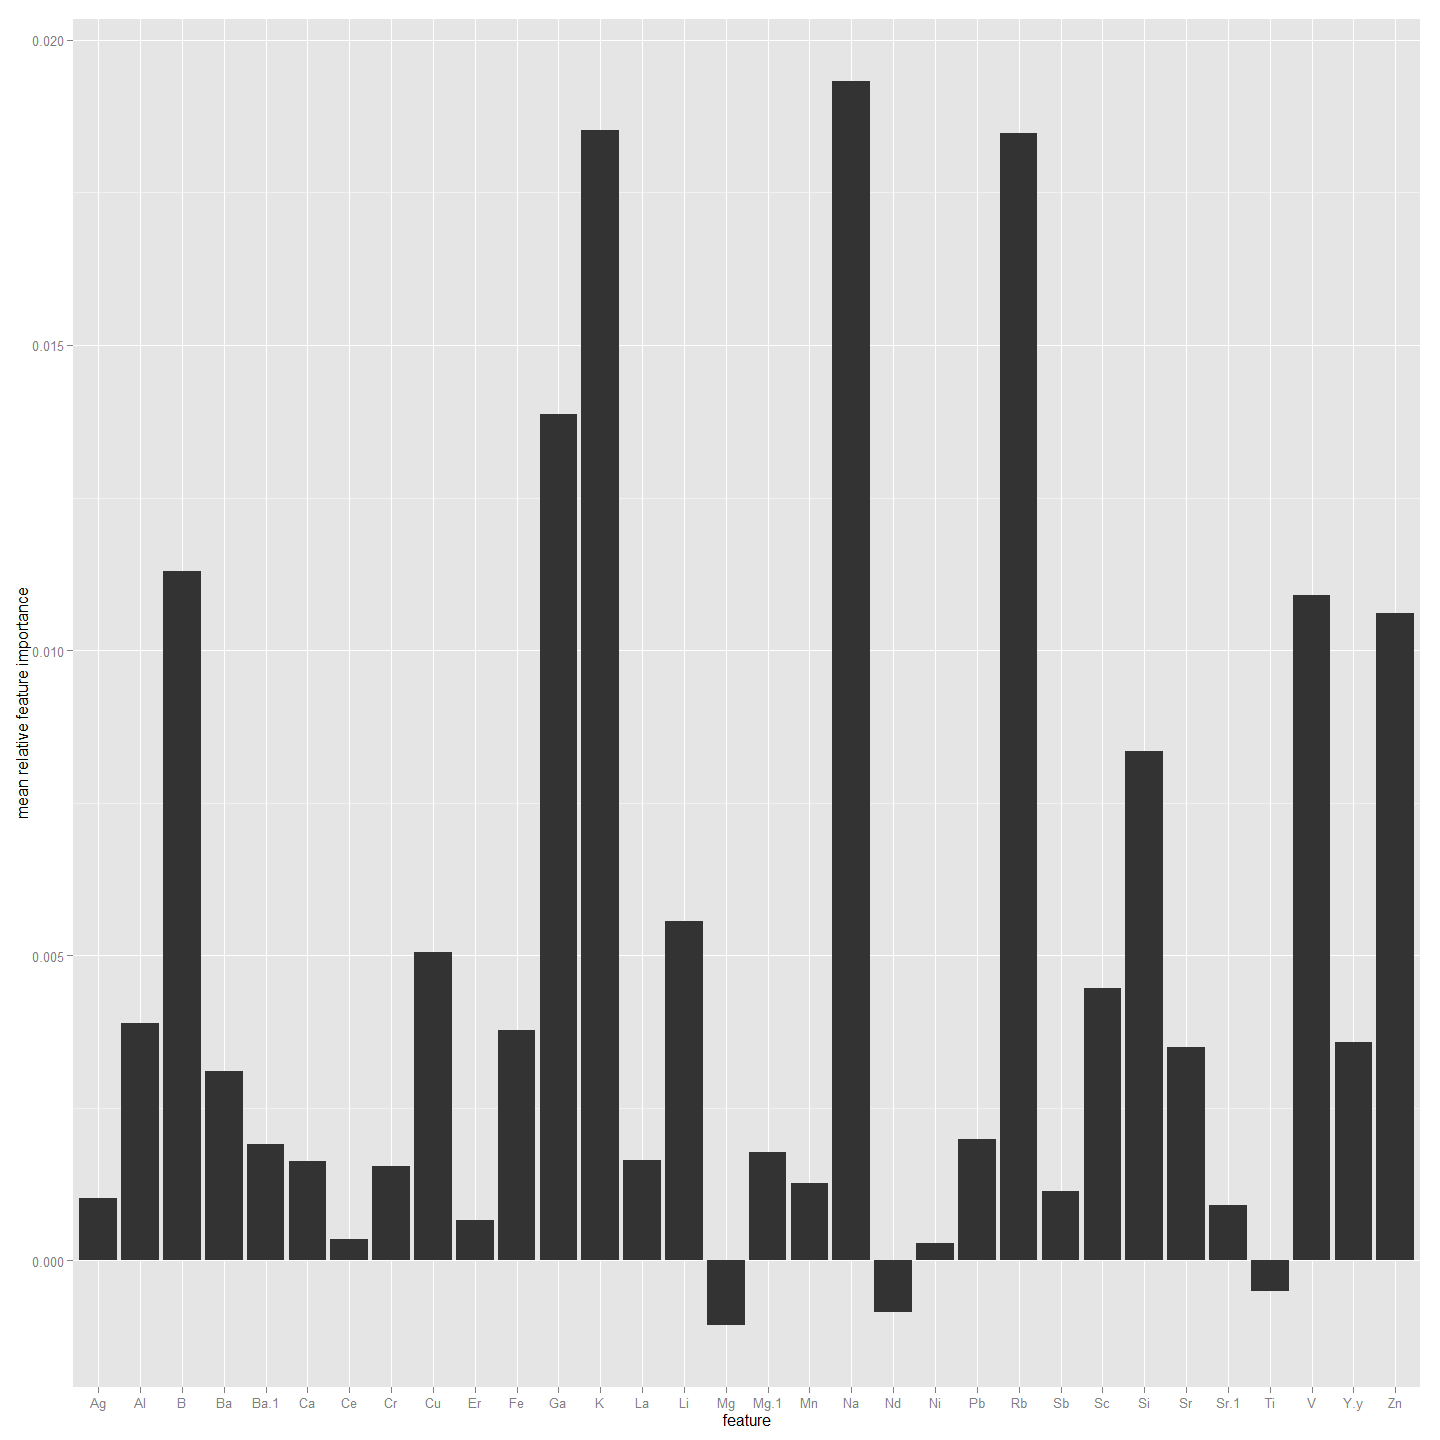 mean relative feature importance
0.020
0.015
0.010
0.005
0.000
Ag Al B Ba Ba.1 Ca Ce Cr Cu Er Fe Ga K La Li Mg Mg.1 Mn Na Nd Ni Pb Rb Sb Sc Si Sr Sr.1 Ti V Y.y Zn
feature